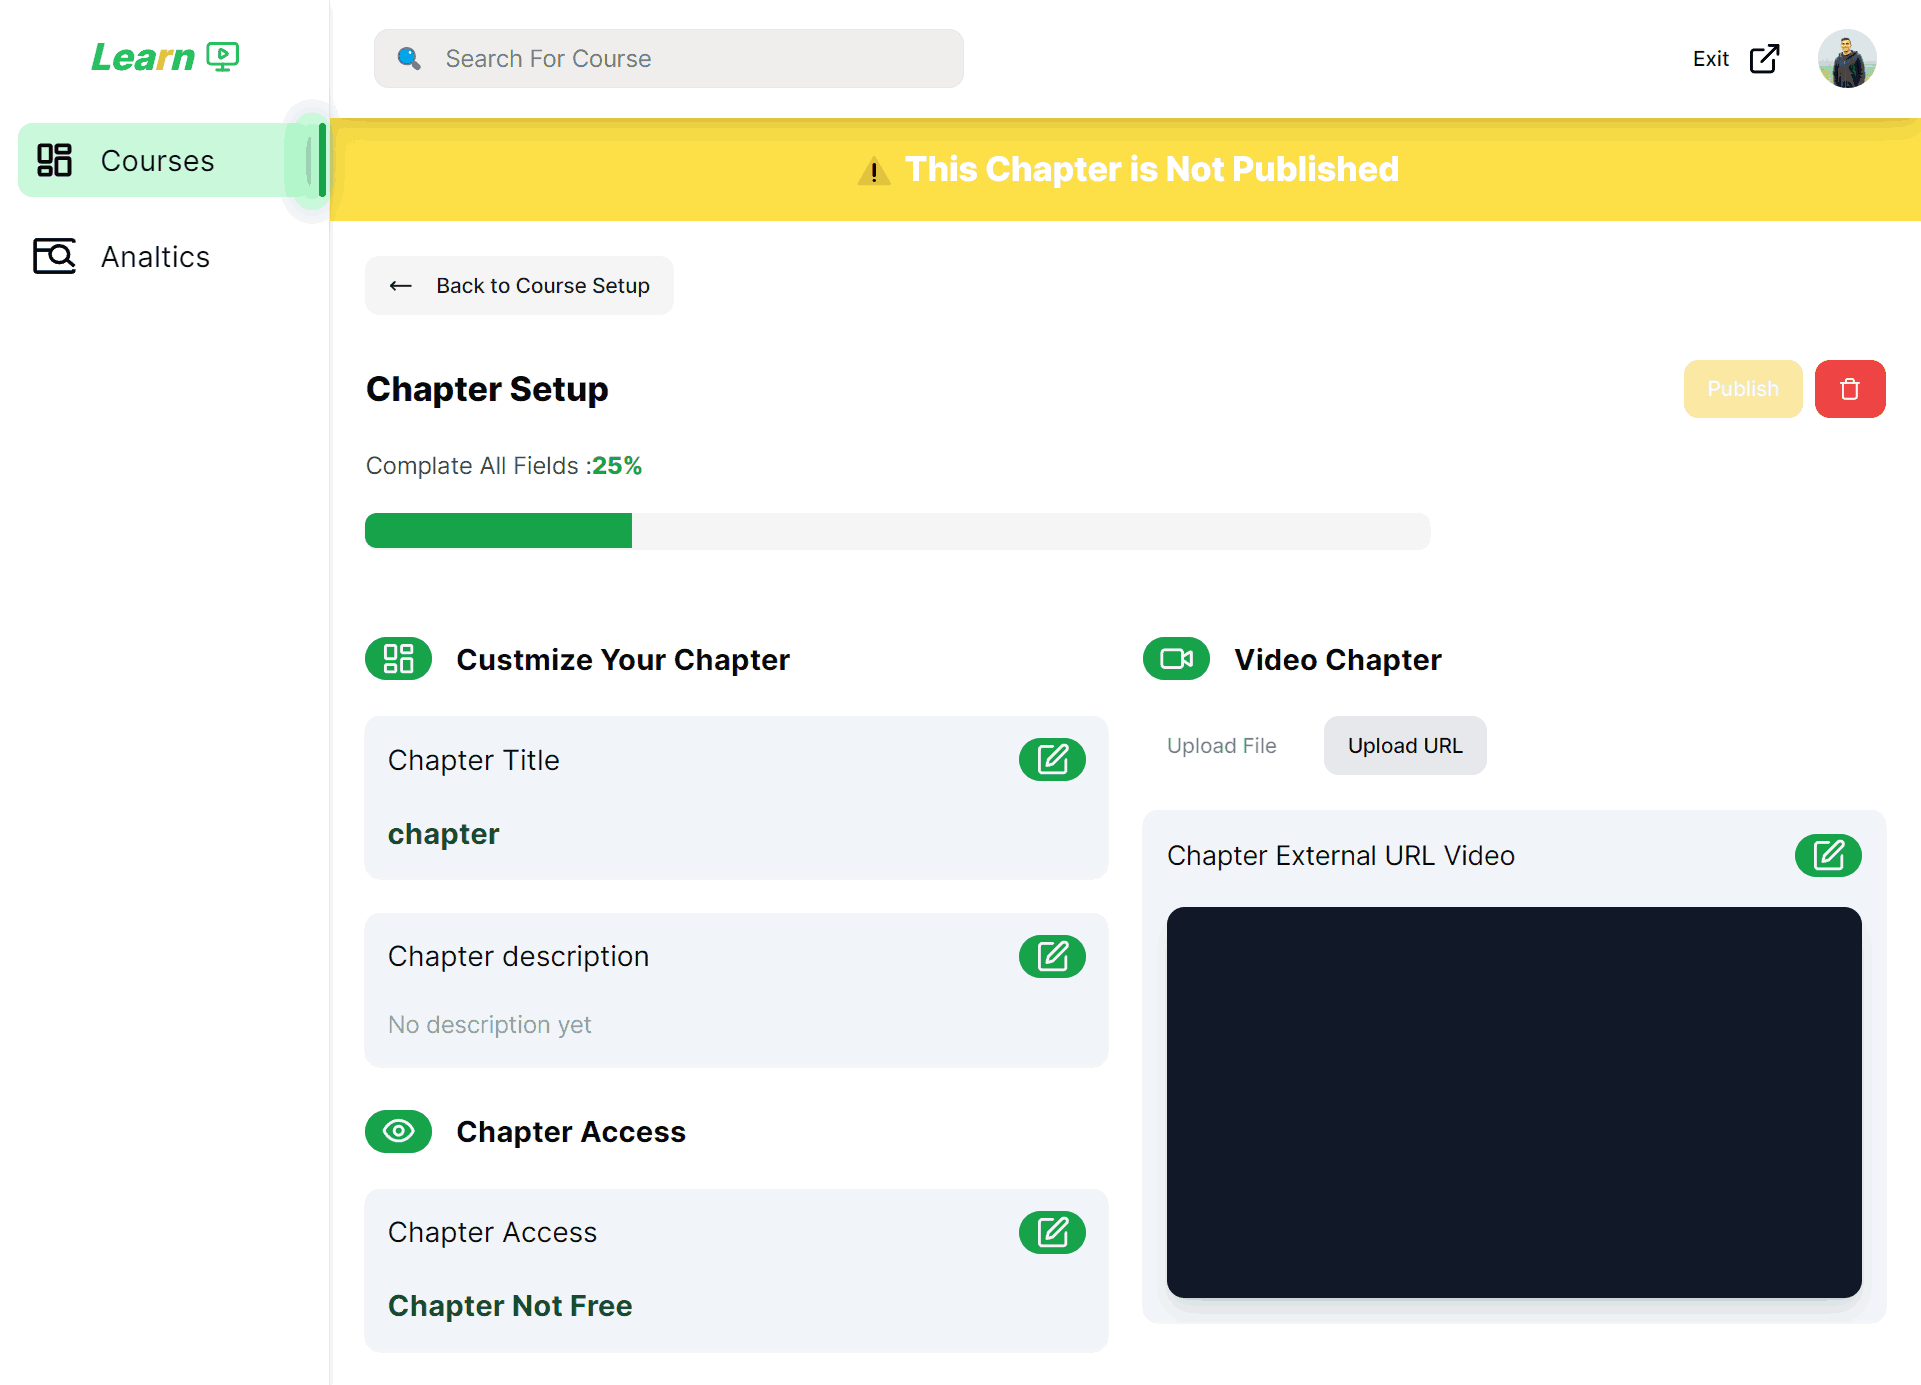 Learn
Search For Course
Exit
Courses
Analtics
This Chapter is Not Published
Back to Course Setup
Chapter Setup
Publish
Complate All Fields :25%
Custmize Your Chapter
Chapter Title
chapter
Chapter description
No description yet
Chapter Access
Chapter Access
Chapter Not Free
Video Chapter
Upload File
Upload URL
Chapter External URL Video